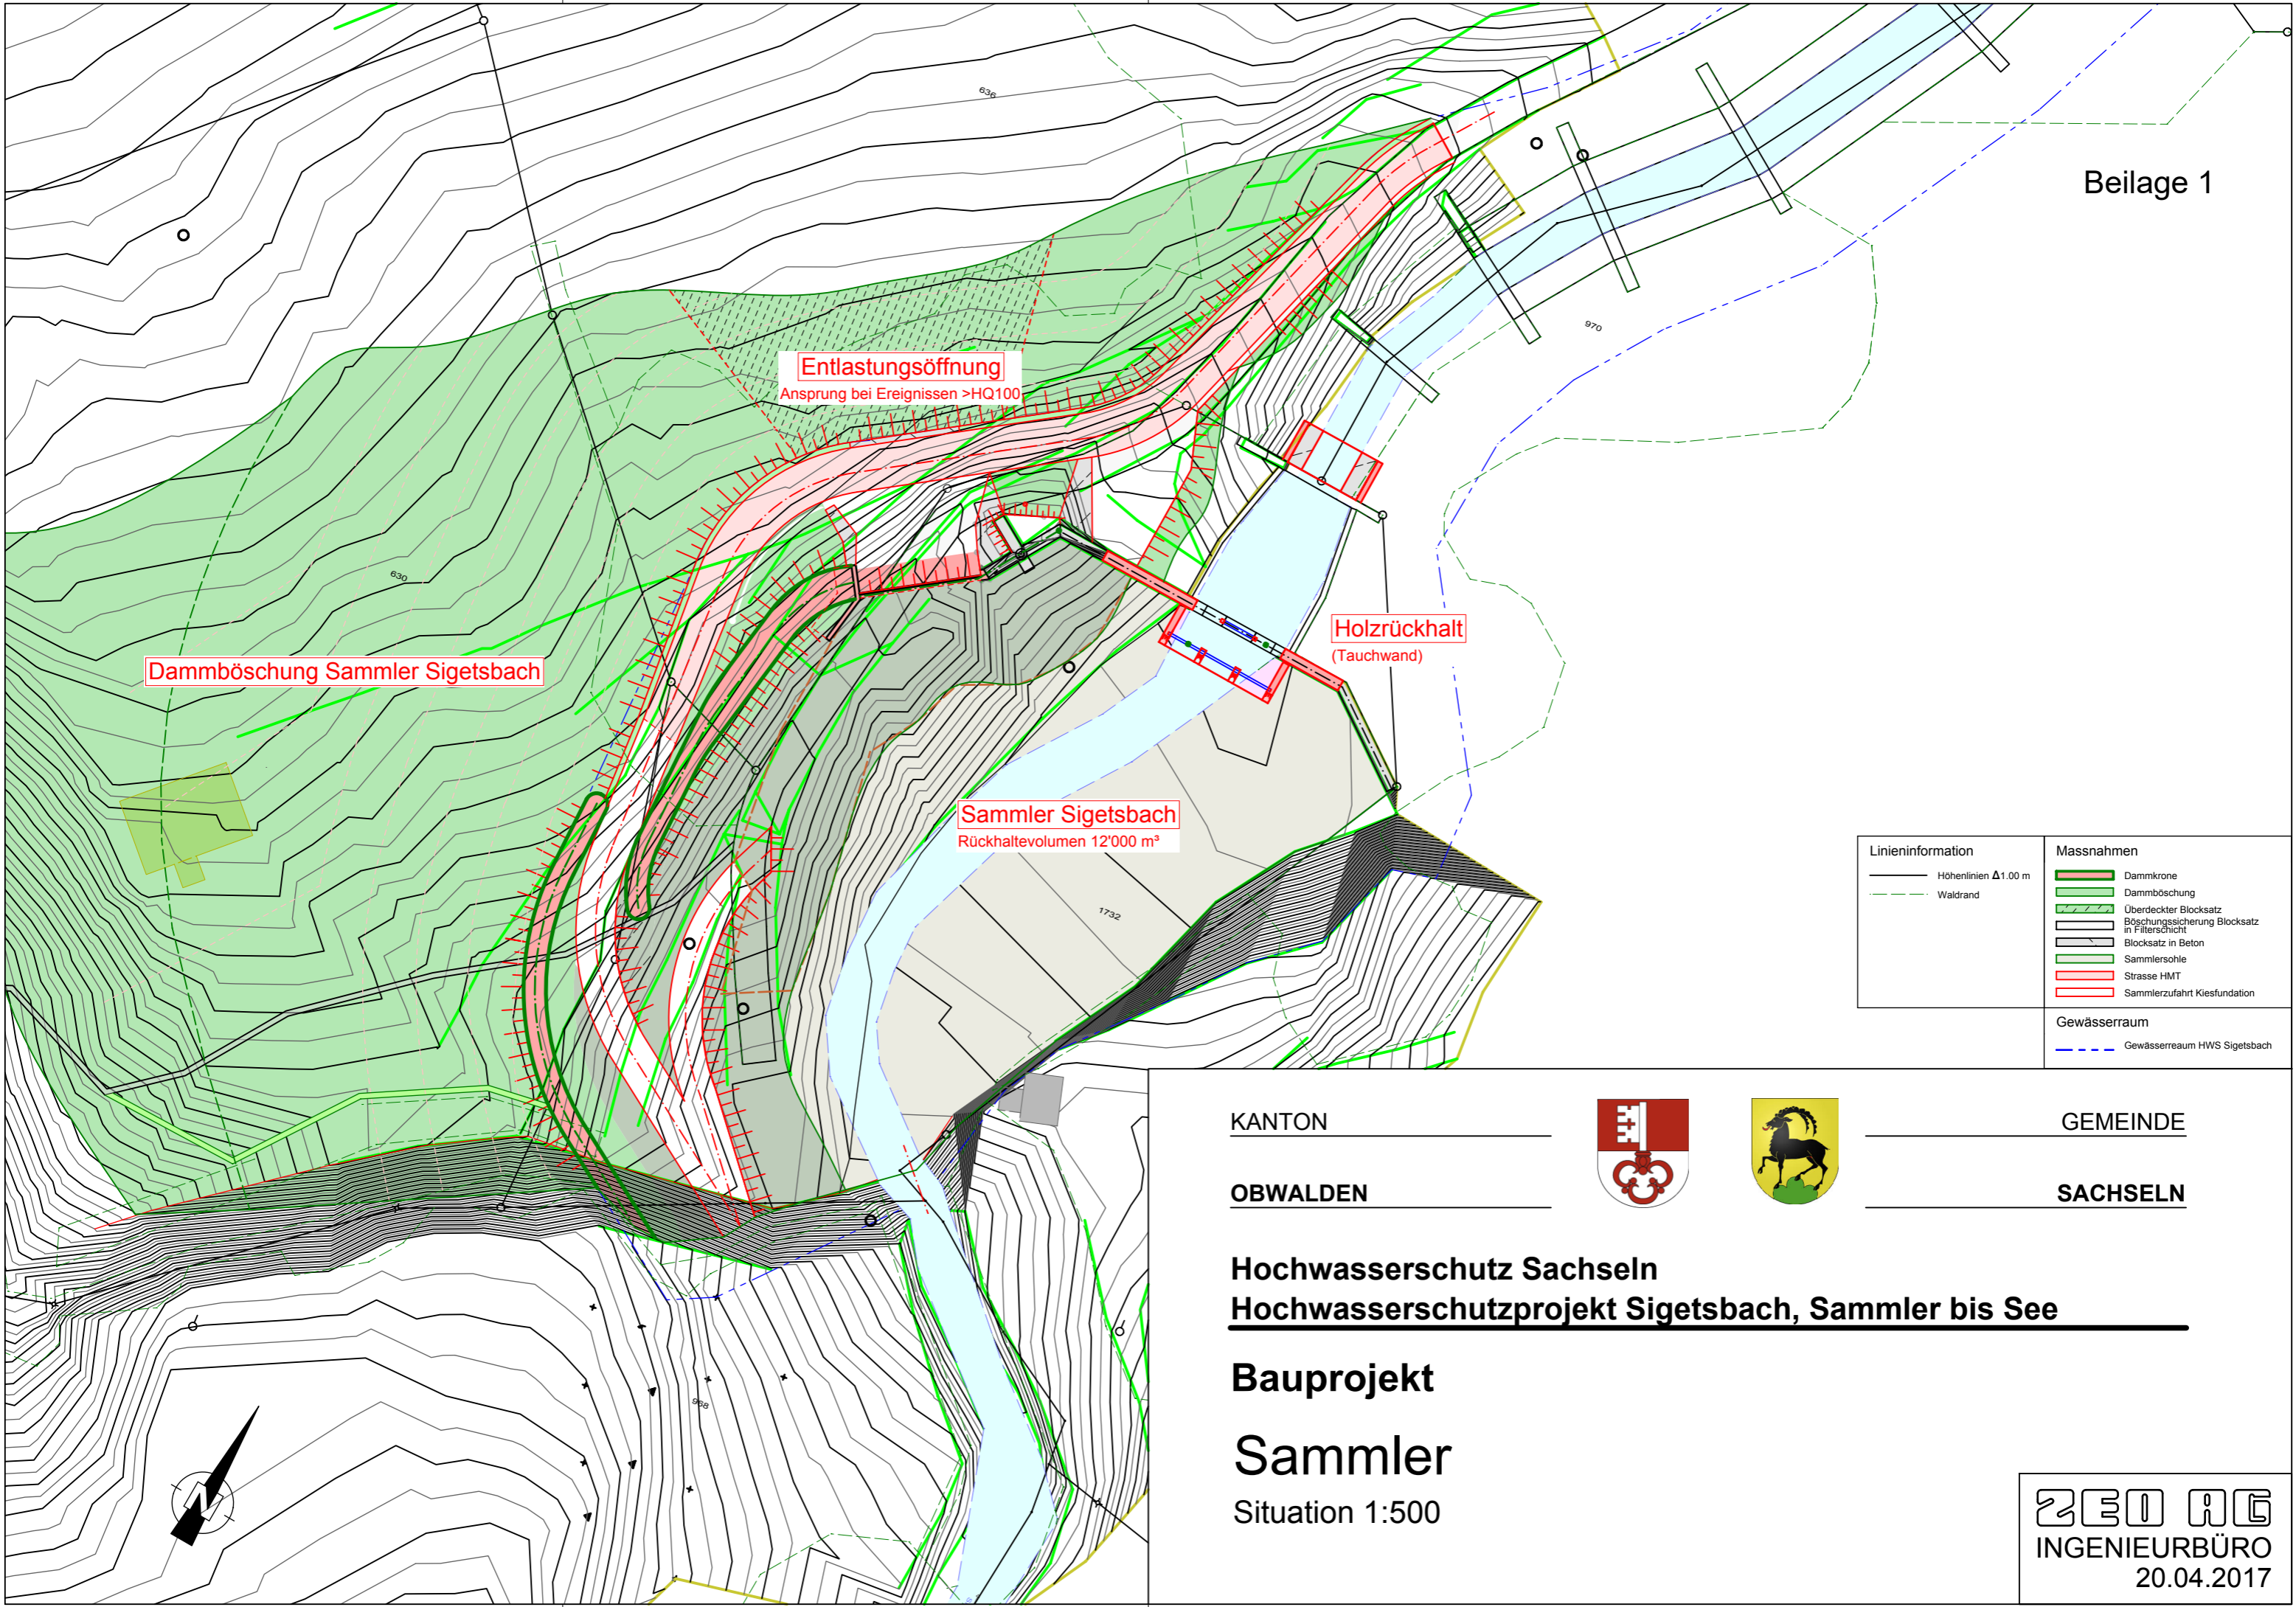 Beilage 1
636
970
Entlastungsöffnung
Ansprung bei Ereignissen >HQ100
630
Holzrückhalt
(Tauchwand)
Dammböschung Sammler Sigetsbach
Sammler Sigetsbach
Rückhaltevolumen 12'000 m³
1732
968
N
Linieninformation
Höhenlinien Δ1.00 m
Waldrand
Massnahmen
Dammkrone
Dammböschung
Überdeckter Blocksatz
Böschungssicherung Blocksatz
in Filterschicht
Blocksatz in Beton
Sammlersohle
Strasse HMT
Sammlerzufahrt Kiesfundation
Gewässerraum
Gewässerreaum HWS Sigetsbach
KANTON
GEMEINDE
OBWALDEN
SACHSELN
Hochwasserschutz Sachseln
Hochwasserschutzprojekt Sigetsbach, Sammler bis See
Bauprojekt
Sammler
Situation 1:500
ZEO AG
INGENIEURBÜRO
20.04.2017